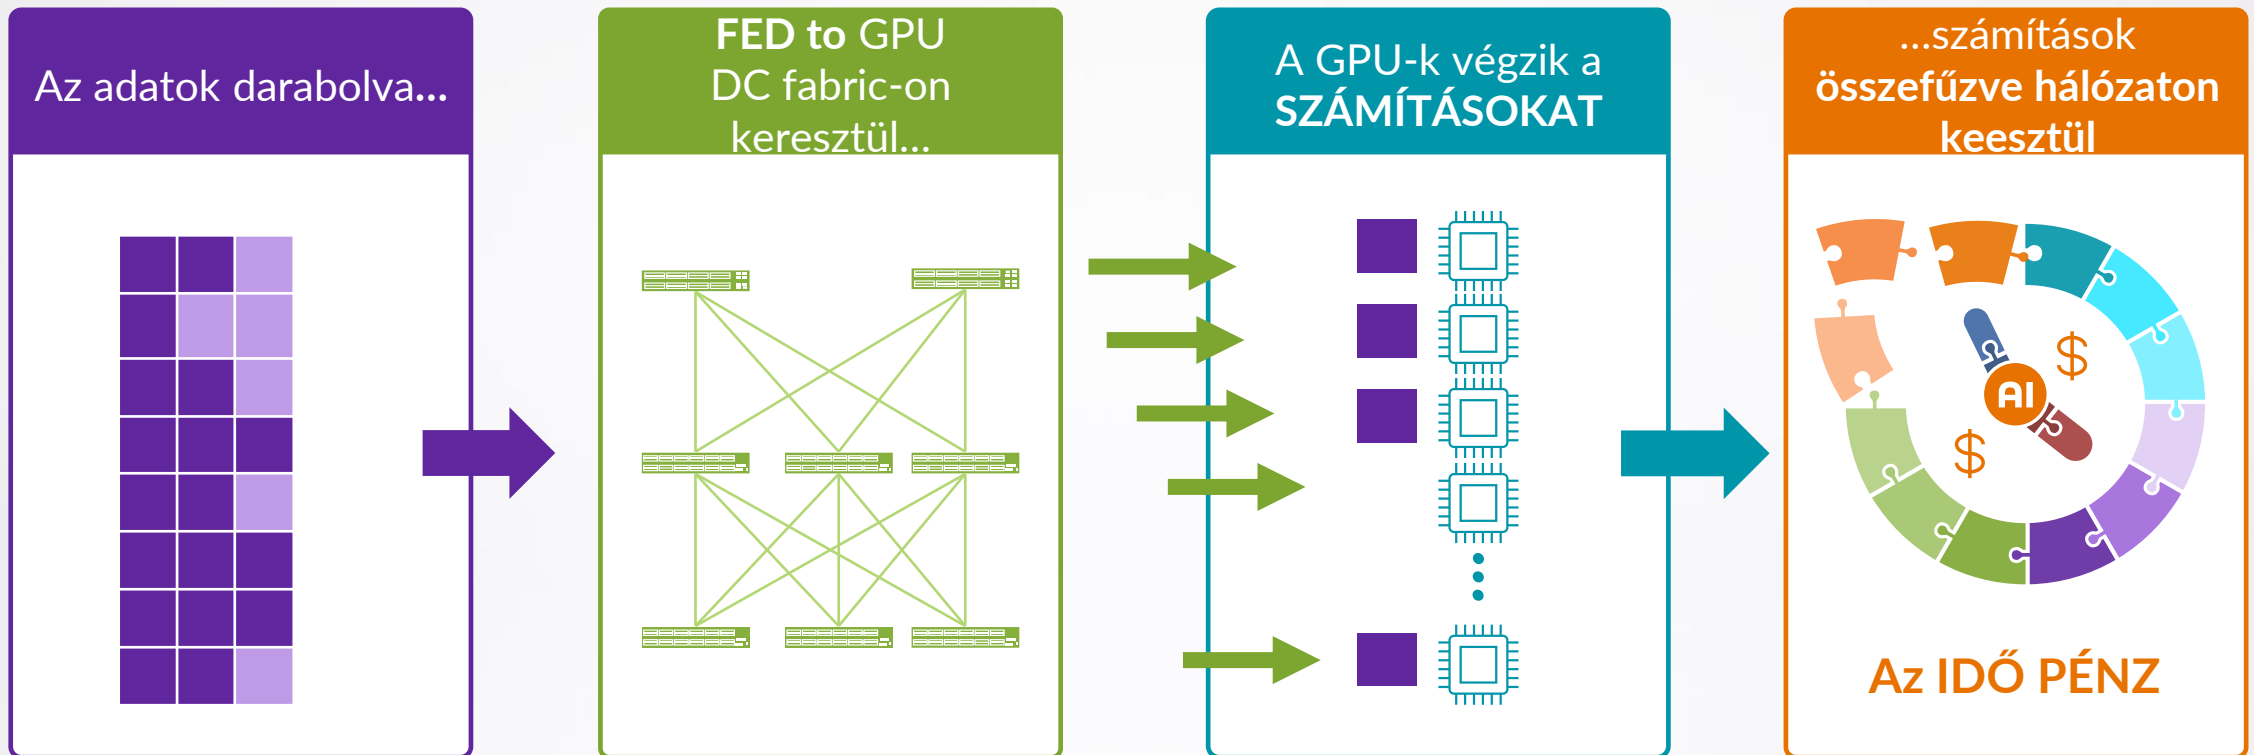 Az adatok darabolva...
FED to GPU
DC fabric-on
keresztül...
A GPU-k végzik a
SZÁMÍTÁSOKAT
...számítások
összefűzve hálózaton
keesztül
$
AI
$
Az IDŐ PÉNZ